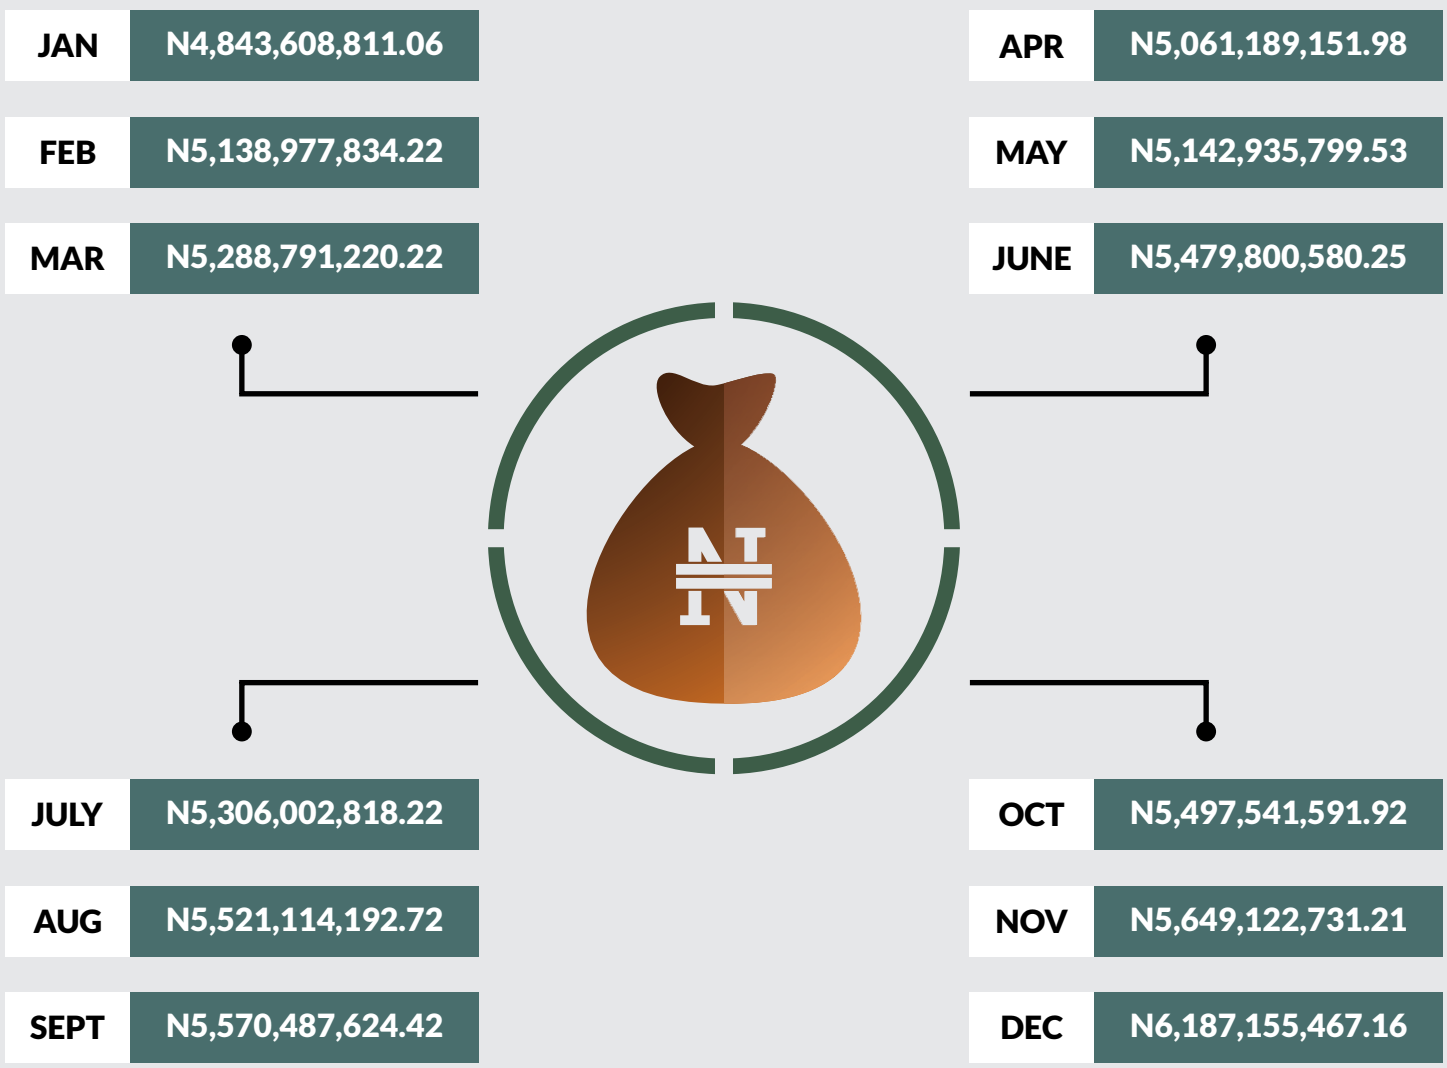 JAN N4,843,608,811.06
FEB N5,138,977,834.22
MAR N5,288,791,220.22
APR N5,061,189,151.98
MAY N5,142,935,799.53
JUNE N5,479,800,580.25
JULY N5,306,002,818.22
AUG N5,521,114,192.72
SEPT N5,570,487,624.42
OCT N5,497,541,591.92
NOV N5,649,122,731.21
DEC N6,187,155,467.16